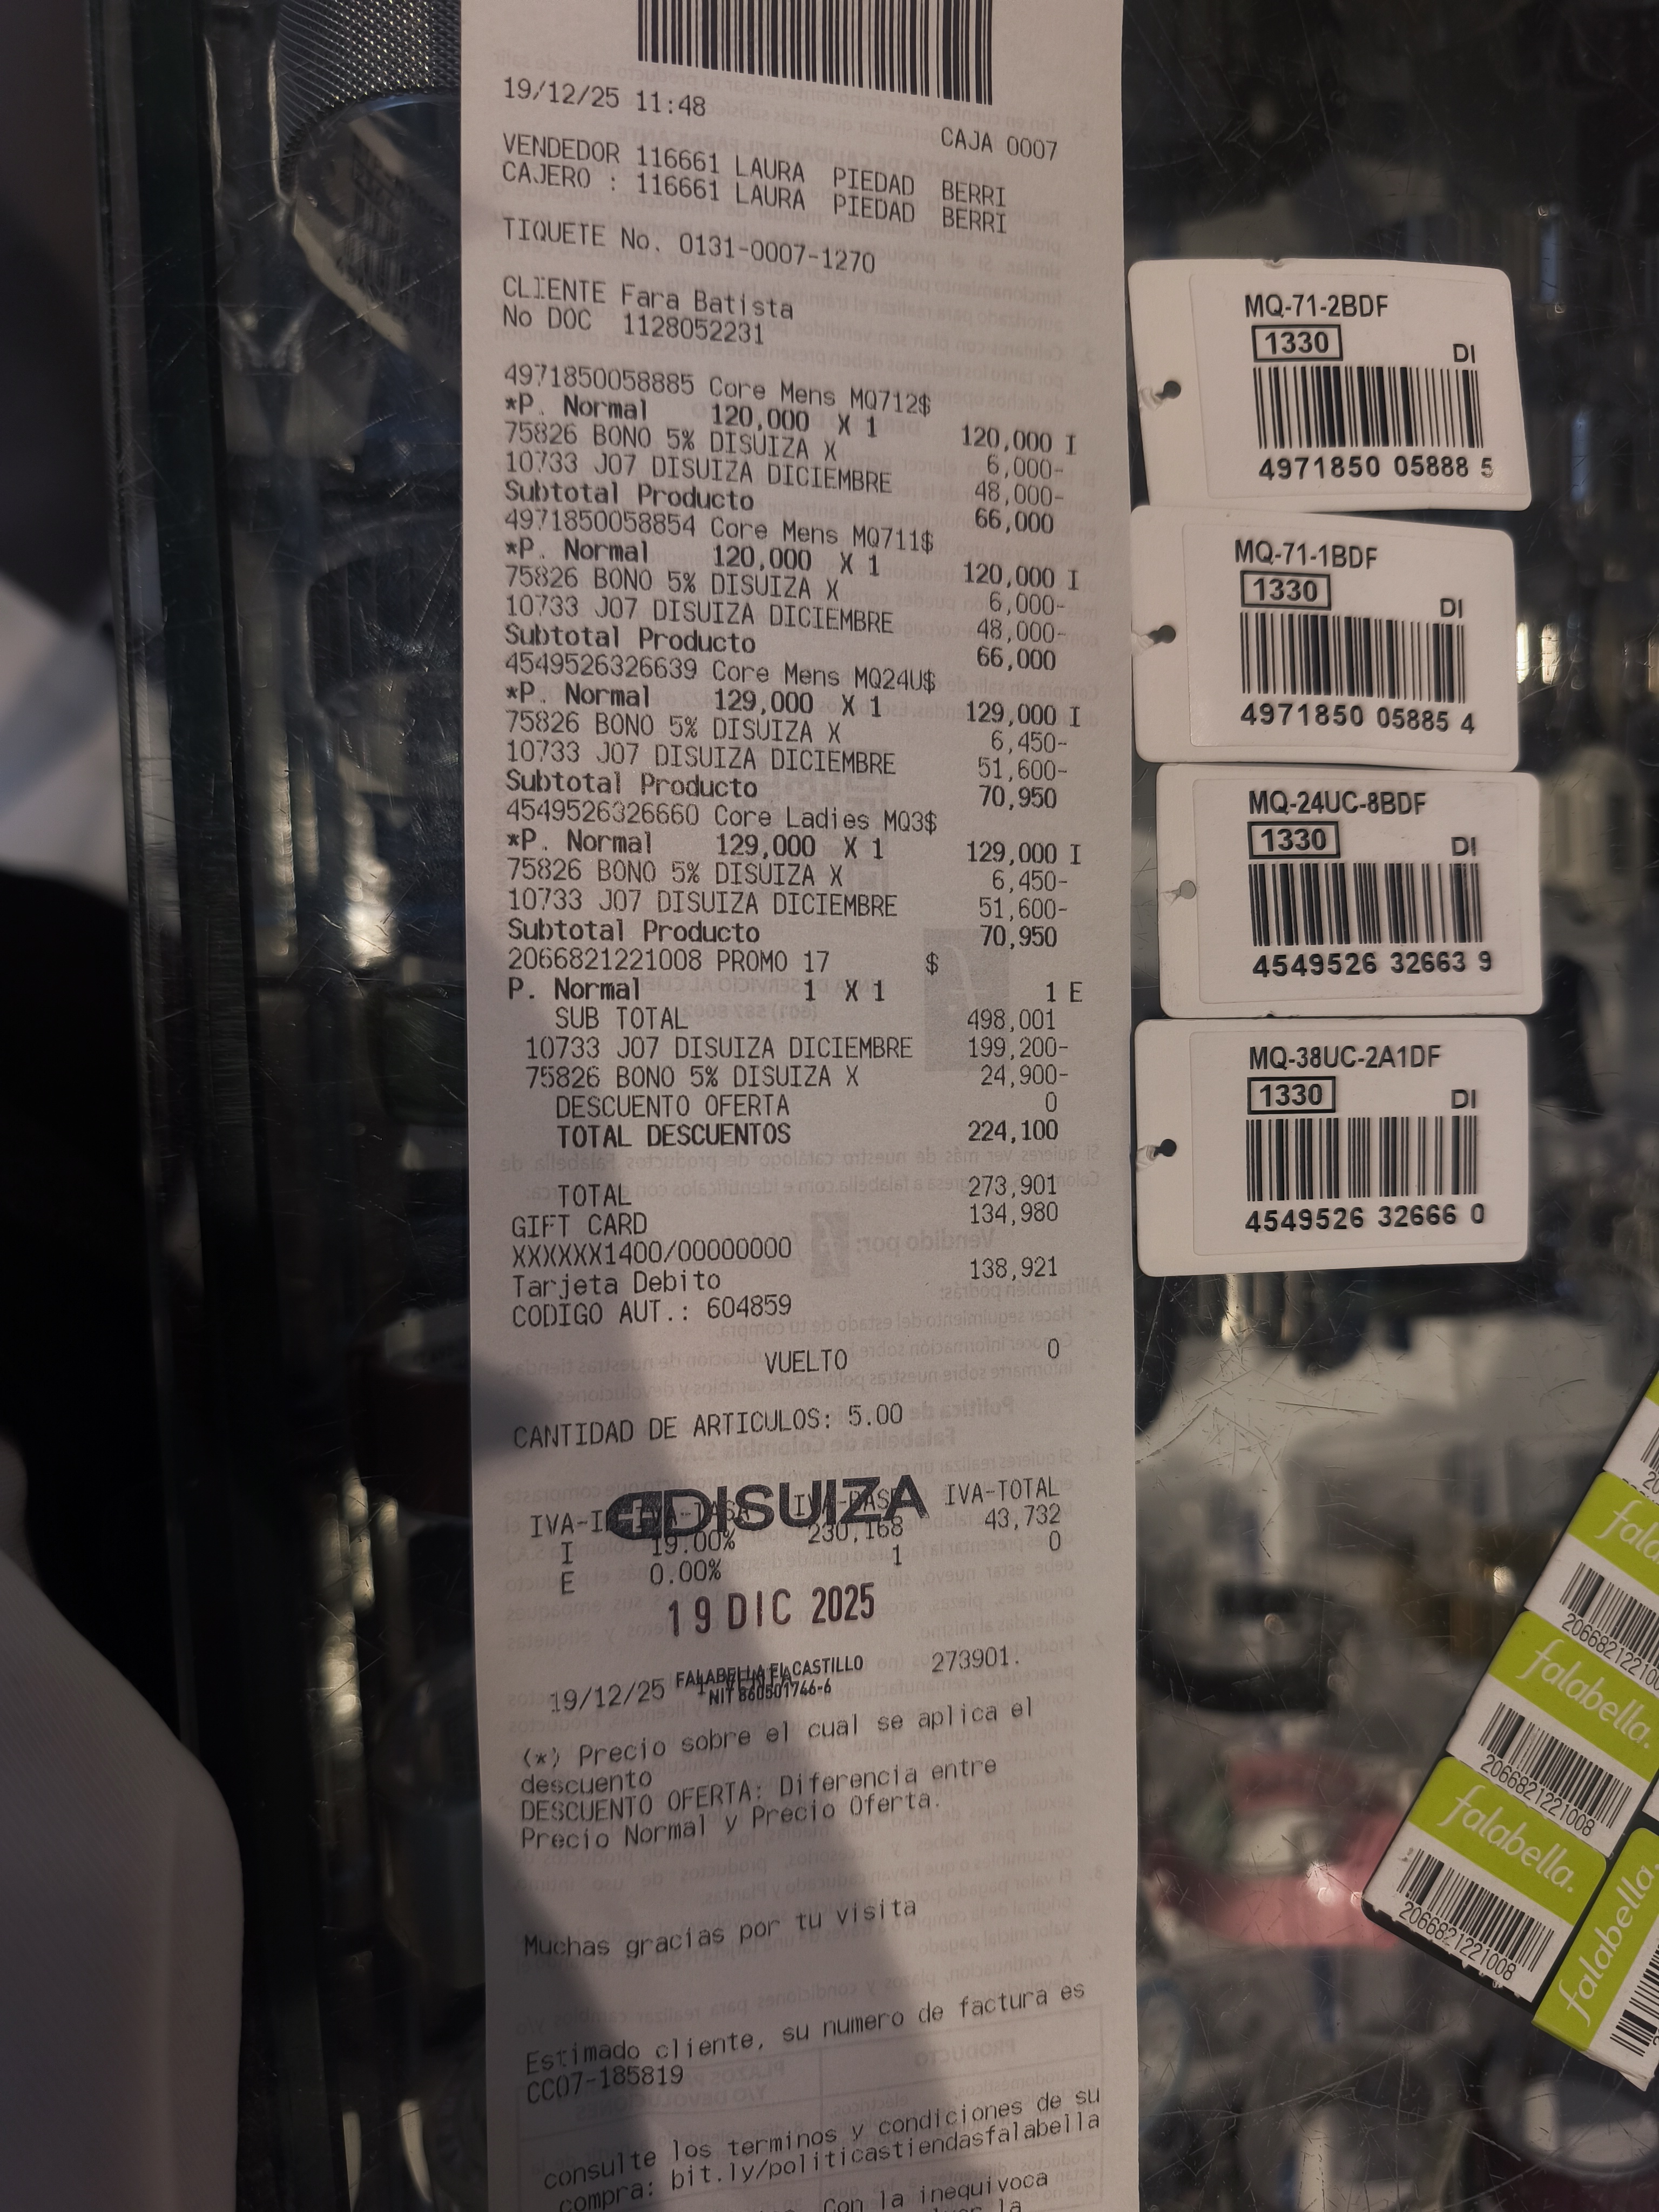 19/12/25 11:48
CAJA 0007
VENDEDOR 116661 LAURA PIEDAD BERRI
CAJERO : 116661 LAURA PIEDAD BERRI
TIQUETE No. 0131-0007-1270
CLIENTE Fara Batista
No DOC 1128052231
4971850058885 Core Mens MQ712$
*P. Normal 120,000 X 1 120,000 I
75826 BONO 5% DISUIZA X 6,000-
10733 J07 DISUIZA DICIEMBRE 48,000-
Subtotal Producto 66,000
4971850058854 Core Mens MQ711$
*P. Normal 120,000 X 1 120,000 I
75826 BONO 5% DISUIZA X 6,000-
10733 J07 DISUIZA DICIEMBRE 48,000-
Subtotal Producto 66,000
4549526326639 Core Mens MQ24U$
*P. Normal 129,000 X 1 129,000 I
75826 BONO 5% DISUIZA X 6,450-
10733 J07 DISUIZA DICIEMBRE 51,600-
Subtotal Producto 70,950
4549526326660 Core Ladies MQ3$
*P. Normal 129,000 X 1 129,000 I
75826 BONO 5% DISUIZA X 6,450-
10733 J07 DISUIZA DICIEMBRE 51,600-
Subtotal Producto 70,950
2066821221008 PROMO 17 $
P. Normal 1 X 1 1 E
SUB TOTAL 498,001
10733 J07 DISUIZA DICIEMBRE 199,200-
75826 BONO 5% DISUIZA X 24,900-
DESCUENTO OFERTA 0
TOTAL DESCUENTOS 224,100
TOTAL 273,901
GIFT CARD 134,980
XXXXXX1400/00000000
Tarjeta Debito 138,921
CODIGO AUT.: 604859
VUELTO 0
CANTIDAD DE ARTICULOS: 5.00
DISUIZA
IVA-TOTAL
I 19.00% 230,168 43,732
E 0.00% 1 0
19 DIC 2025
FALABELLA EL CASTILLO
NIT 860501746-6
19/12/25 273901.
(*) Precio sobre el cual se aplica el
descuento
DESCUENTO OFERTA: Diferencia entre
Precio Normal y Precio Oferta.
Muchas gracias por tu visita
Estimado cliente, su numero de factura es
CC07-185819
consulte los terminos y condiciones de su
compra: bit.ly/politicastiendasfalabella
Con la inequivoca
MQ-71-2BDF
1330
DI
4971850 05888 5
MQ-71-1BDF
1330
DI
4971850 05885 4
MQ-24UC-8BDF
1330
DI
4549526 32663 9
MQ-38UC-2A1DF
1330
DI
4549526 32666 0
falabella.
2066821221008
falabella.
2066821221008
falabella.